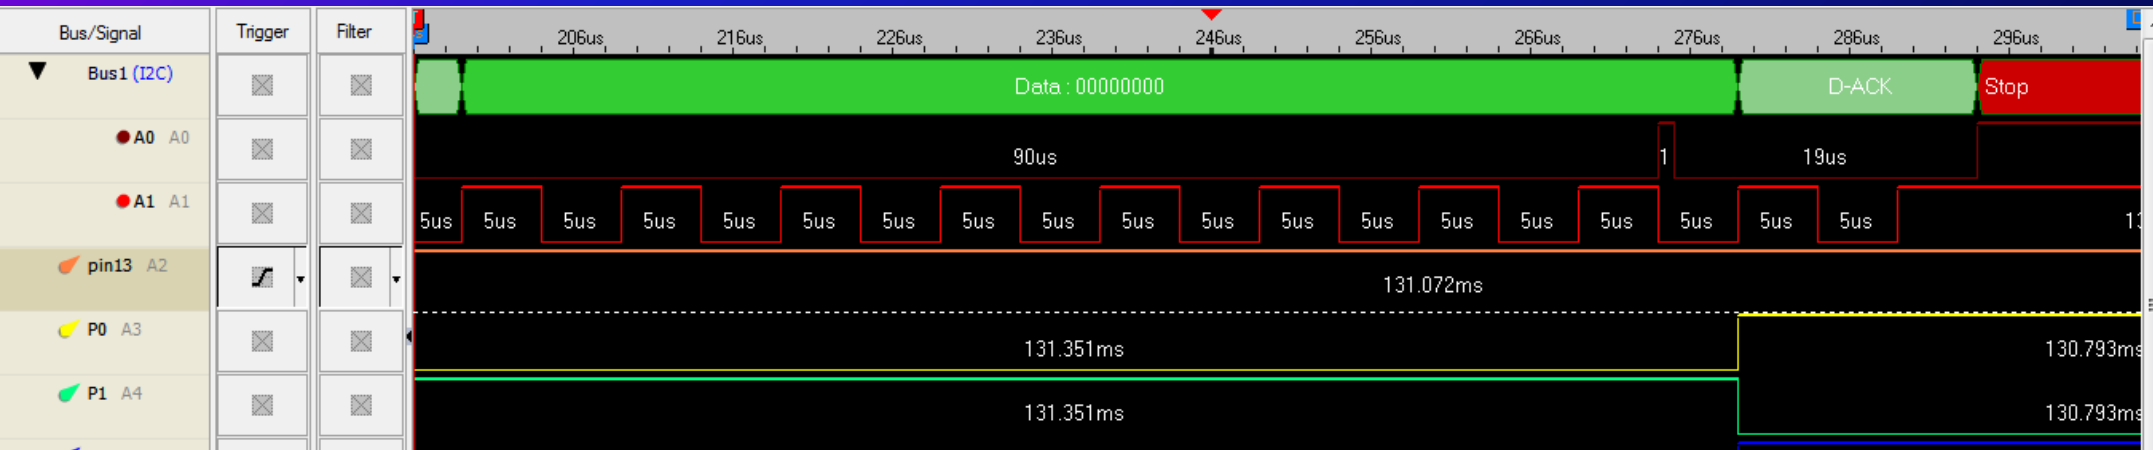 Bus/Signal Trigger Filter
206us 216us 226us 236us 246us 256us 266us 276us 286us 296us
Bus1 (I2C) Data : 00000000 D-ACK Stop
A0 A0 90us 1 19us
A1 A1 5us 5us 5us 5us 5us 5us 5us 5us 5us 5us 5us 5us 5us 5us 5us 5us 5us 5us 13
pin13 A2 131.072ms
P0 A3 131.351ms 130.793ms
P1 A4 131.351ms 130.793ms